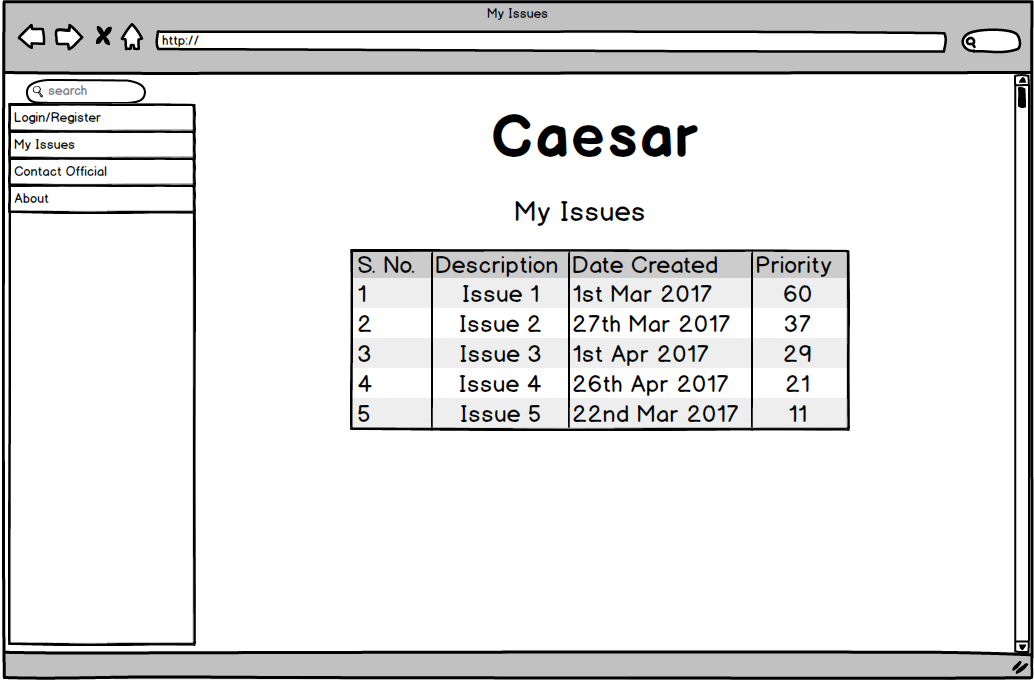 My Issues
http://
search
Login/Register
My Issues
Contact Official
About
Caesar
My Issues
S. No. Description Date Created Priority
1 Issue 1 1st Mar 2017 60
2 Issue 2 27th Mar 2017 37
3 Issue 3 1st Apr 2017 29
4 Issue 4 26th Apr 2017 21
5 Issue 5 22nd Mar 2017 11